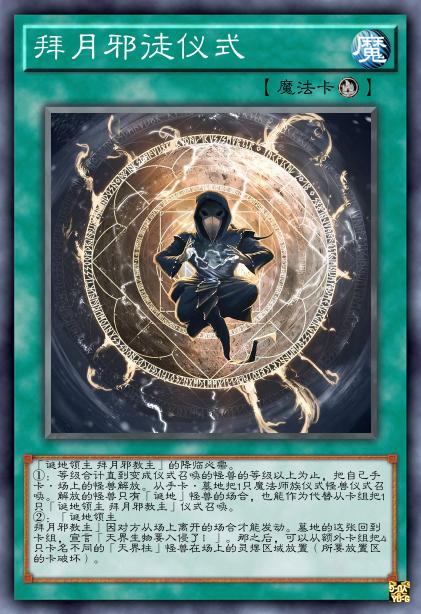 拜月邪徒仪式
魔
【魔法卡】
「谜地领主 拜月邪教主」的降临必需。
①：等级合计直到变成仪式召唤的怪兽的等级以上为止，把自己手
卡·场上的怪兽解放。从手卡·墓地把1只魔法师族仪式怪兽仪式召
唤。解放的怪兽只有「谜地」怪兽的场合，也能作为代替从卡组把1
只「谜地领主 拜月邪教主」仪式召唤。
②：「谜地领主
拜月邪教主」因对方从场上离开的场合才能发动。墓地的这张回到
卡组，宣言「天界生物要入侵了！」。那之后，可以从额外卡组把4
只卡名不同的「天界柱」怪兽在场上的灵摆区域放置（所要放置区
的卡破坏）。